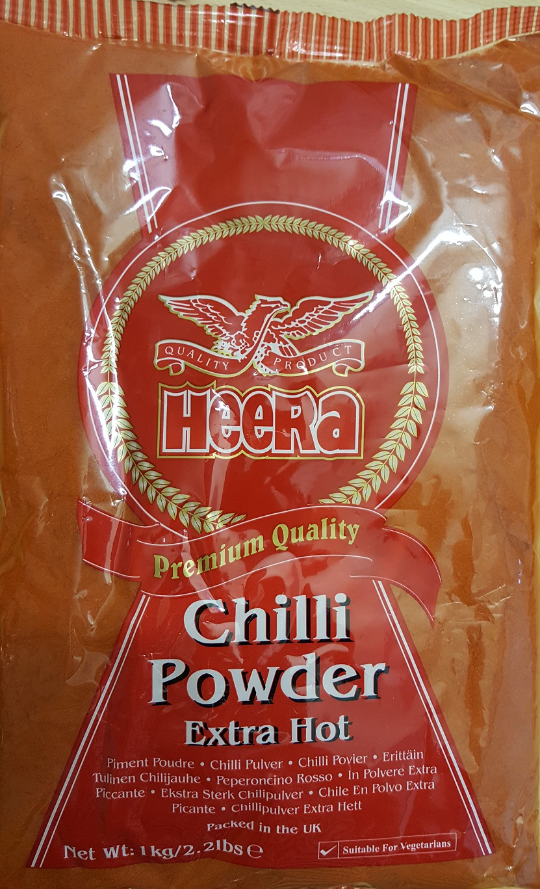 QUALITY PRODUCT
HeeRa
Premium Quality
Chilli
Powder
Extra Hot
Piment Poudre • Chilli Pulver • Chilli Povier • Erittäin
Tulinen Chilijauhe • Peperoncino Rosso • In Polvere Extra
Piccante • Ekstra Sterk Chilipulver • Chile En Polvo Extra
Picante • Chillipulver Extra Hett
Packed in the UK
Net Wt: 1kg/2.2lbs ℮
Suitable For Vegetarians